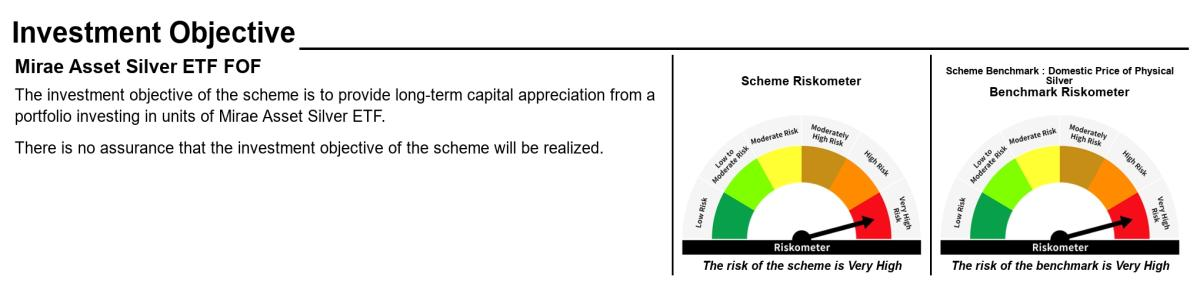 Investment Objective
Mirae Asset Silver ETF FOF
The investment objective of the scheme is to provide long-term capital appreciation from a
portfolio investing in units of Mirae Asset Silver ETF.
There is no assurance that the investment objective of the scheme will be realized.
Scheme Riskometer
Low Risk
Low to
Moderate Risk
Moderate Risk
Moderately
High Risk
High Risk
Very High
Risk
Riskometer
The risk of the scheme is Very High
Scheme Benchmark : Domestic Price of Physical
Silver
Benchmark Riskometer
Low Risk
Low to
Moderate Risk
Moderate Risk
Moderately
High Risk
High Risk
Very High
Risk
Riskometer
The risk of the benchmark is Very High